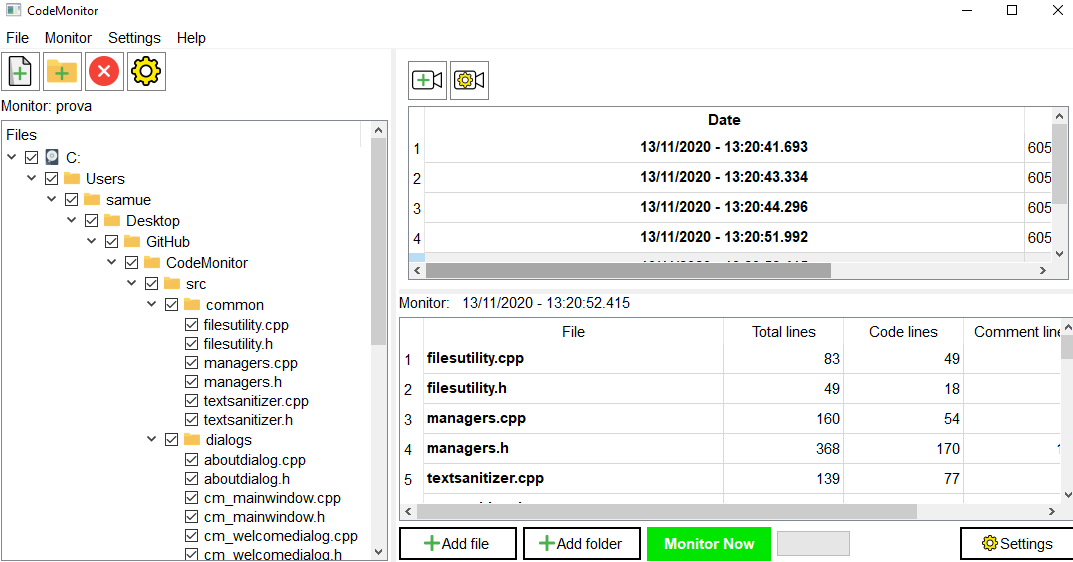 CodeMonitor
File Monitor Settings Help
Monitor: prova
Files
C:
Users
samue
Desktop
GitHub
CodeMonitor
src
common
filesutility.cpp
filesutility.h
managers.cpp
managers.h
textsanitizer.cpp
textsanitizer.h
dialogs
aboutdialog.cpp
aboutdialog.h
cm_mainwindow.cpp
cm_mainwindow.h
cm_welcomedialog.cpp
cm_welcomedialog.h
Date
1 13/11/2020 - 13:20:41.693 605
2 13/11/2020 - 13:20:43.334 605
3 13/11/2020 - 13:20:44.296 605
4 13/11/2020 - 13:20:51.992 605
Monitor: 13/11/2020 - 13:20:52.415
File Total lines Code lines Comment line
1 filesutility.cpp 83 49
2 filesutility.h 49 18
3 managers.cpp 160 54
4 managers.h 368 170
5 textsanitizer.cpp 139 77
Add file Add folder Monitor Now Settings